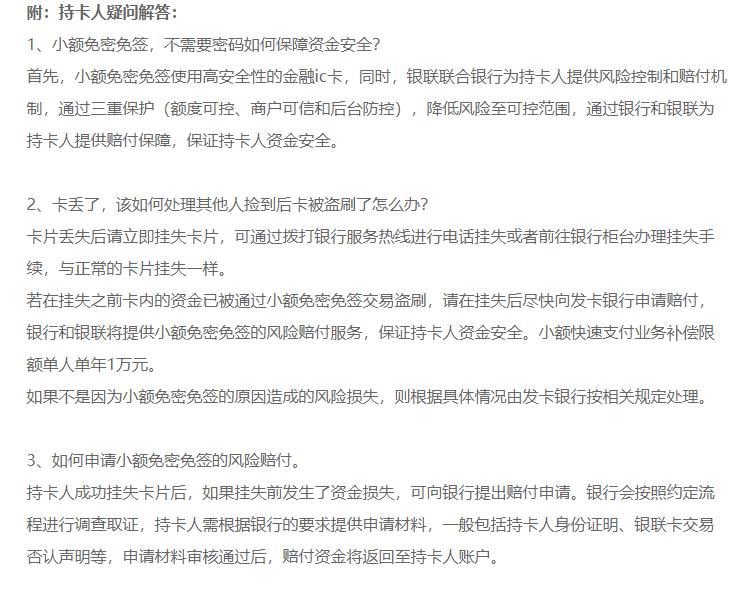 附：持卡人疑问解答：
1、小额免密免签，不需要密码如何保障资金安全？
首先，小额免密免签使用高安全性的金融ic卡，同时，银联联合银行为持卡人提供风险控制和赔付机
制，通过三重保护（额度可控、商户可信和后台防控），降低风险至可控范围，通过银行和银联为
持卡人提供赔付保障，保证持卡人资金安全。
2、卡丢了，该如何处理其他人捡到后卡被盗刷了怎么办？
卡片丢失后请立即挂失卡片，可通过拨打银行服务热线进行电话挂失或者前往银行柜台办理挂失手
续，与正常的卡片挂失一样。
若在挂失之前卡内的资金已被通过小额免密免签交易盗刷，请在挂失后尽快向发卡银行申请赔付，
银行和银联将提供小额免密免签的风险赔付服务，保证持卡人资金安全。小额快速支付业务补偿限
额单人单年1万元。
如果不是因为小额免密免签的原因造成的风险损失，则根据具体情况由发卡银行按相关规定处理。
3、如何申请小额免密免签的风险赔付。
持卡人成功挂失卡片后，如果挂失前发生了资金损失，可向银行提出赔付申请。银行会按照约定流
程进行调查取证，持卡人需根据银行的要求提供申请材料，一般包括持卡人身份证明、银联卡交易
否认声明等，申请材料审核通过后，赔付资金将返回至持卡人账户。